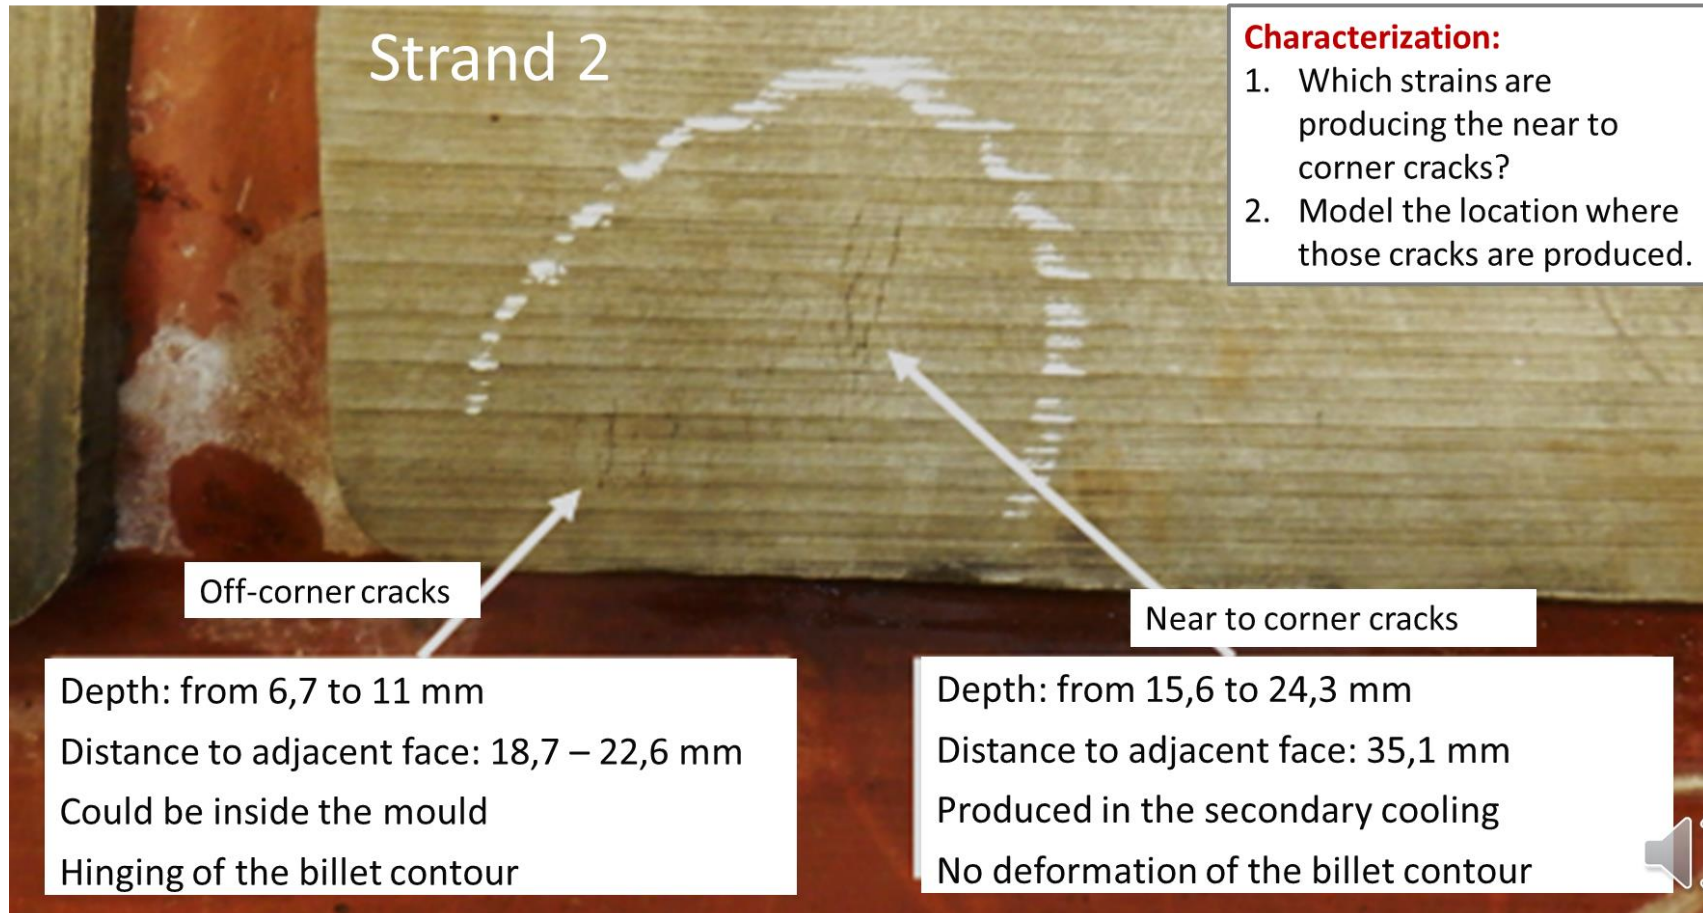 Strand 2
Characterization:
1. Which strains are
producing the near to
corner cracks?
2. Model the location where
those cracks are produced.
Off-corner cracks
Near to corner cracks
Depth: from 6,7 to 11 mm
Distance to adjacent face: 18,7 – 22,6 mm
Could be inside the mould
Hinging of the billet contour
Depth: from 15,6 to 24,3 mm
Distance to adjacent face: 35,1 mm
Produced in the secondary cooling
No deformation of the billet contour